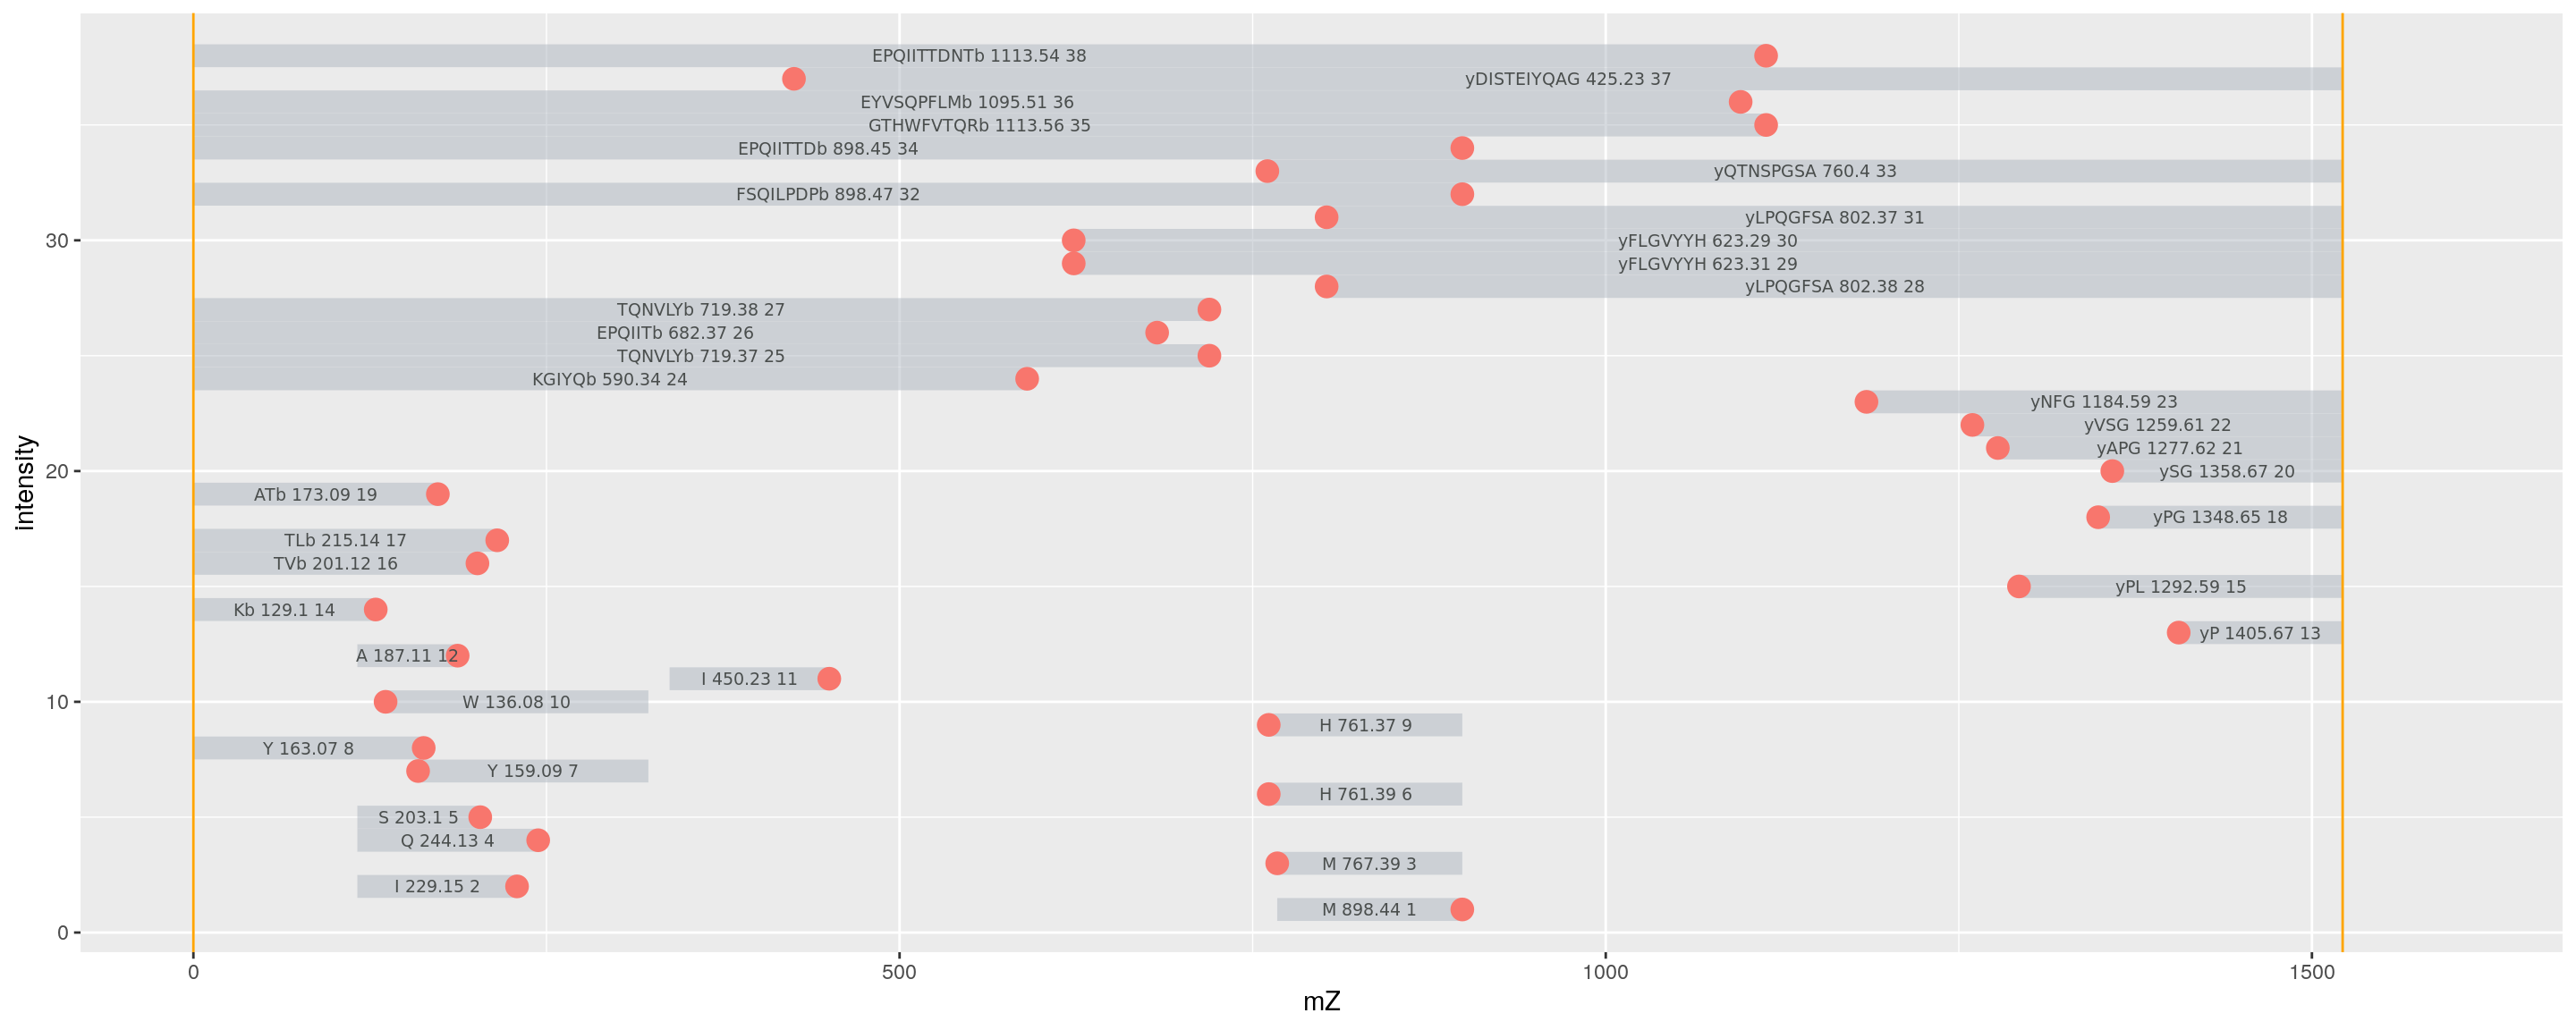 EPQIITTDNTb 1113.54 38
yDISTEIYQAG 425.23 37
EYVSQPFLMb 1095.51 36
GTHWFVTQRb 1113.56 35
EPQIITTDb 898.45 34
yQTNSPGSA 760.4 33
FSQILPDPb 898.47 32
yLPQGFSA 802.37 31
yFLGVYYH 623.29 30
yFLGVYYH 623.31 29
yLPQGFSA 802.38 28
TQNVLYb 719.38 27
EPQIITb 682.37 26
TQNVLYb 719.37 25
KGIYQb 590.34 24
yNFG 1184.59 23
yVSG 1259.61 22
yAPG 1277.62 21
ySG 1358.67 20
ATb 173.09 19
yPG 1348.65 18
TLb 215.14 17
TVb 201.12 16
yPL 1292.59 15
Kb 129.1 14
yP 1405.67 13
A 187.11 12
I 450.23 11
W 136.08 10
H 761.37 9
Y 163.07 8
Y 159.09 7
H 761.39 6
S 203.1 5
Q 244.13 4
M 767.39 3
I 229.15 2
M 898.44 1
30
20
10
0
intensity
0 500 1000 1500
mZ